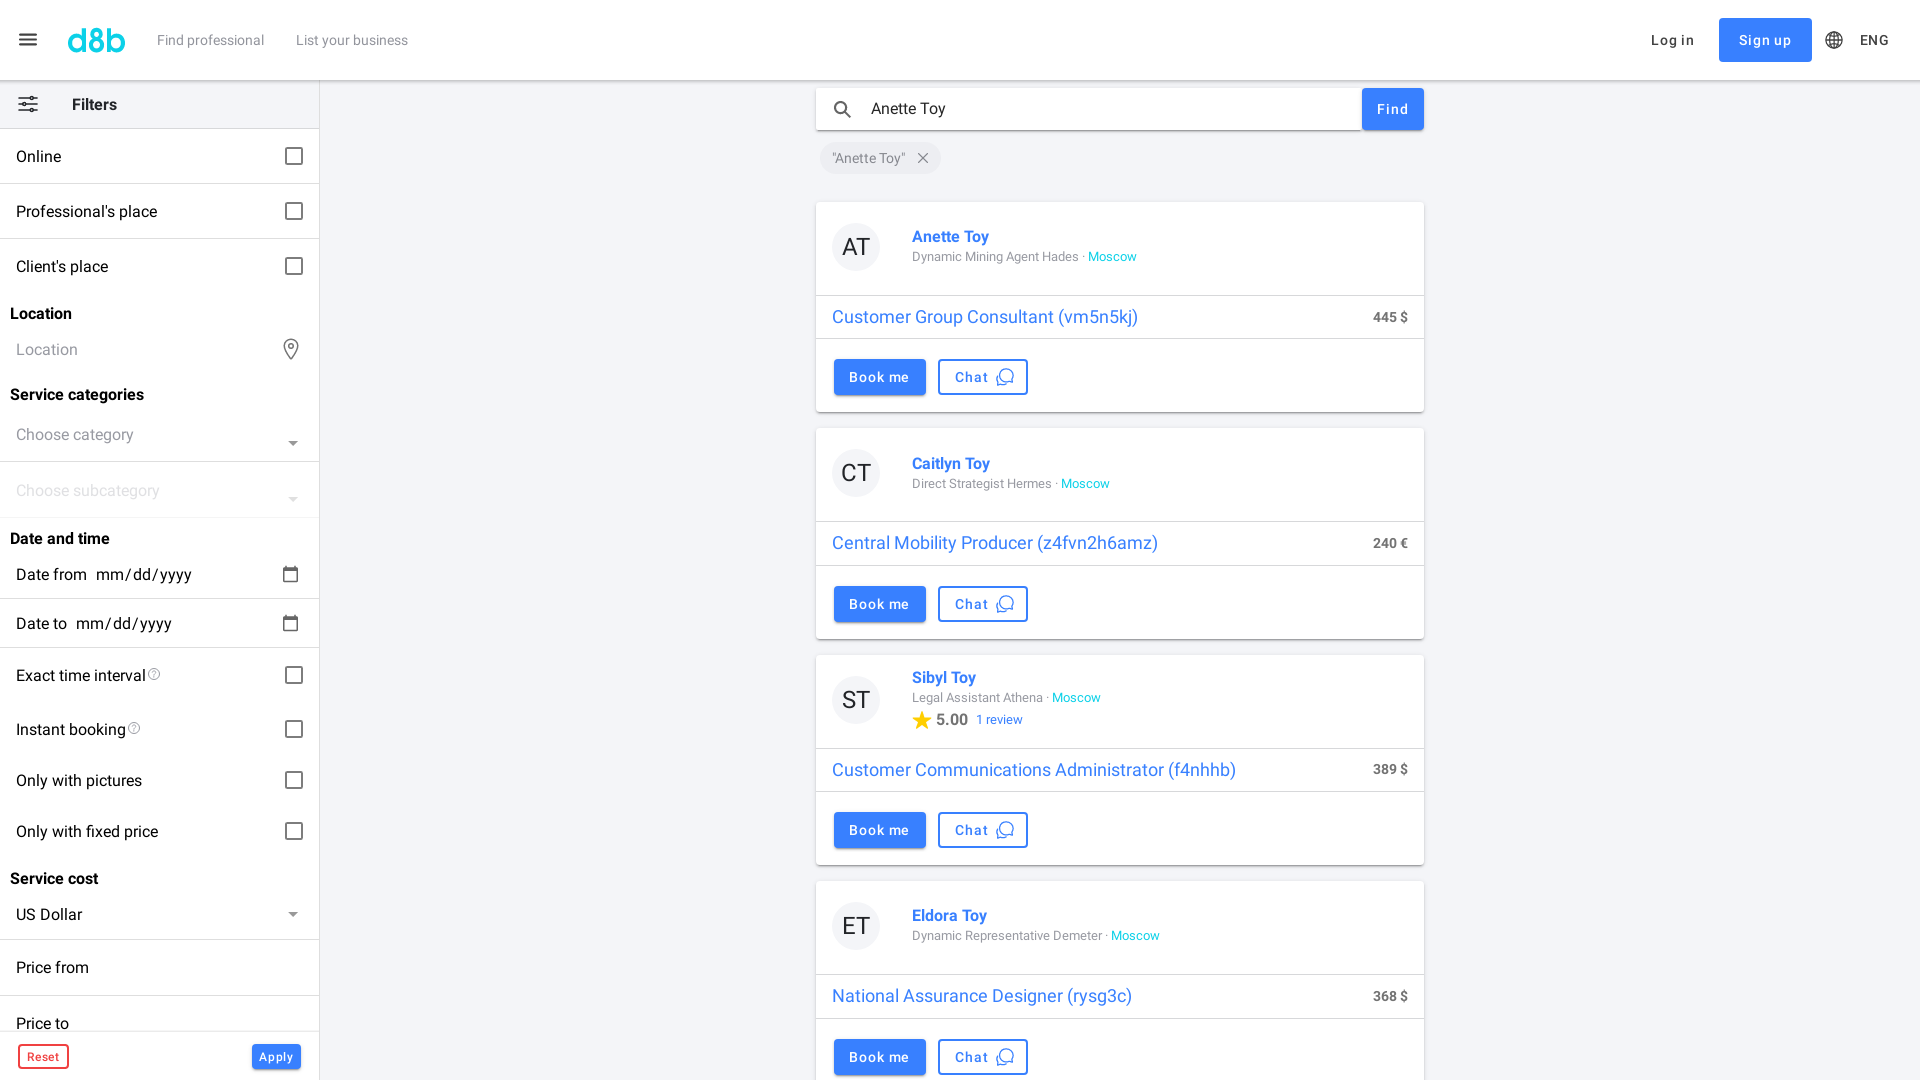 d8b
Find professional
List your business
Log in
Sign up
ENG
Filters
Online
Professional's place
Client's place
Location
Location
Service categories
Choose category
Choose subcategory
Date and time
Date from mm/dd/yyyy
Date to mm/dd/yyyy
Exact time interval
Instant booking
Only with pictures
Only with fixed price
Service cost
US Dollar
Price from
Price to
Reset
Apply
Anette Toy
Find
"Anette Toy"
AT
Anette Toy
Dynamic Mining Agent Hades · Moscow
Customer Group Consultant (vm5n5kj)
445 $
Book me
Chat
CT
Caitlyn Toy
Direct Strategist Hermes · Moscow
Central Mobility Producer (z4fvn2h6amz)
240 €
Book me
Chat
ST
Sibyl Toy
Legal Assistant Athena · Moscow
5.00 1 review
Customer Communications Administrator (f4nhhb)
389 $
Book me
Chat
ET
Eldora Toy
Dynamic Representative Demeter · Moscow
National Assurance Designer (rysg3c)
368 $
Book me
Chat